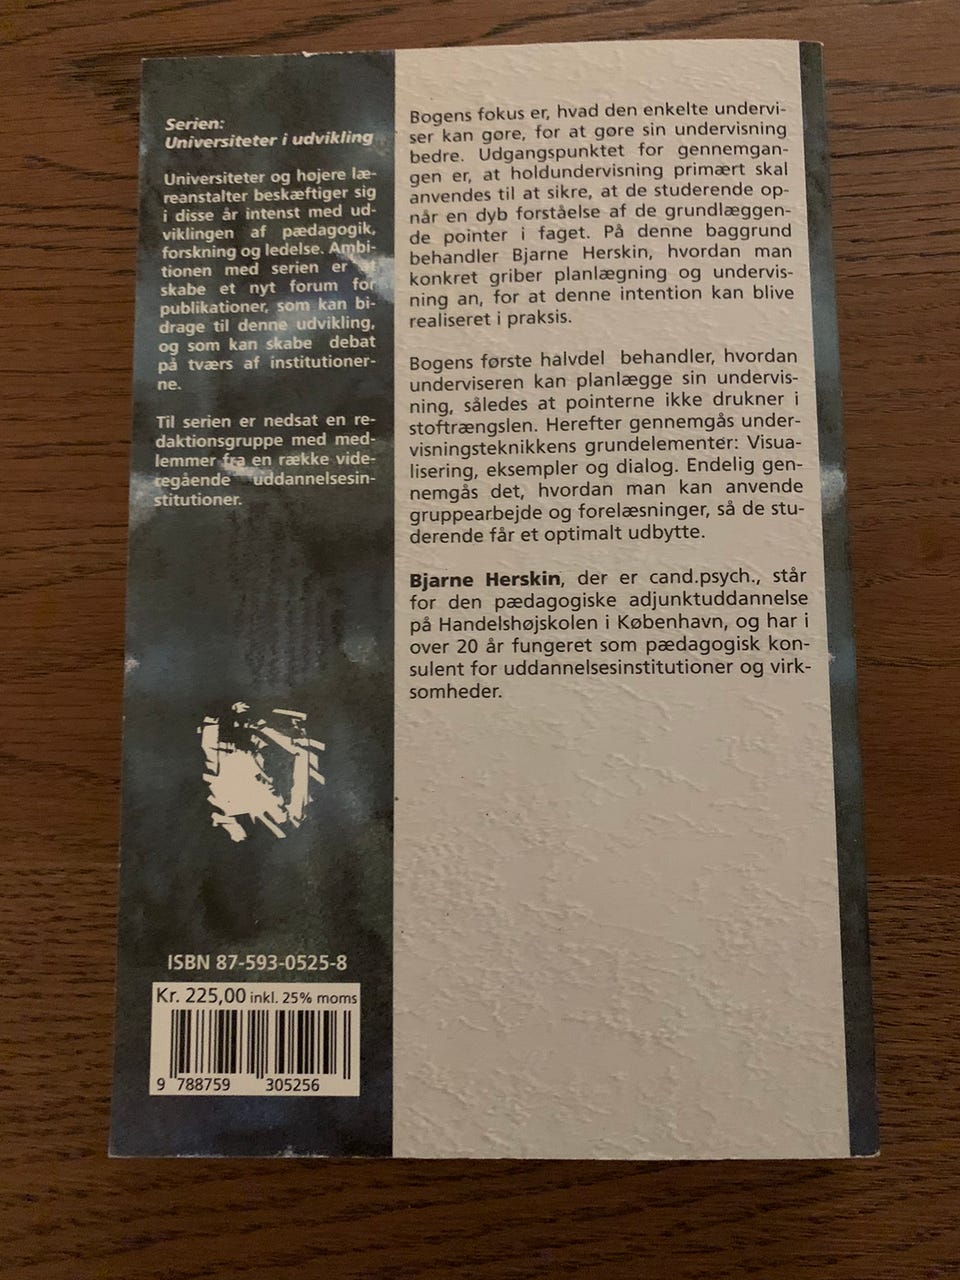 Serien:
Universiteter i udvikling
Universiteter og højere læ-
reanstalter beskæftiger sig
i disse år intenst med ud-
viklingen af pædagogik,
forskning og ledelse. Ambi-
tionen med serien er at
skabe et nyt forum for
publikationer, som kan bi-
drage til denne udvikling,
og som kan skabe debat
på tværs af institutioner-
ne.
Til serien er nedsat en re-
daktionsgruppe med med-
lemmer fra en række vide-
regående uddannelsesin-
stitutioner.
ISBN 87-593-0525-8
Kr. 225,00 inkl. 25% moms
9 788759 305256
Bogens fokus er, hvad den enkelte undervi-
ser kan gøre, for at gøre sin undervisning
bedre. Udgangspunktet for gennemgan-
gen er, at holdundervisning primært skal
anvendes til at sikre, at de studerende op-
når en dyb forståelse af de grundlæggen-
de pointer i faget. På denne baggrund
behandler Bjarne Herskin, hvordan man
konkret griber planlægning og undervis-
ning an, for at denne intention kan blive
realiseret i praksis.
Bogens første halvdel behandler, hvordan
underviseren kan planlægge sin undervis-
ning, således at pointerne ikke drukner i
stoftrængslen. Herefter gennemgås under-
visningsteknikkens grundelementer: Visua-
lisering, eksempler og dialog. Endelig gen-
nemgås det, hvordan man kan anvende
gruppearbejde og forelæsninger, så de stu-
derende får et optimalt udbytte.
Bjarne Herskin, der er cand.psych., står
for den pædagogiske adjunktuddannelse
på Handelshøjskolen i København, og har i
over 20 år fungeret som pædagogisk kon-
sulent for uddannelsesinstitutioner og virk-
somheder.